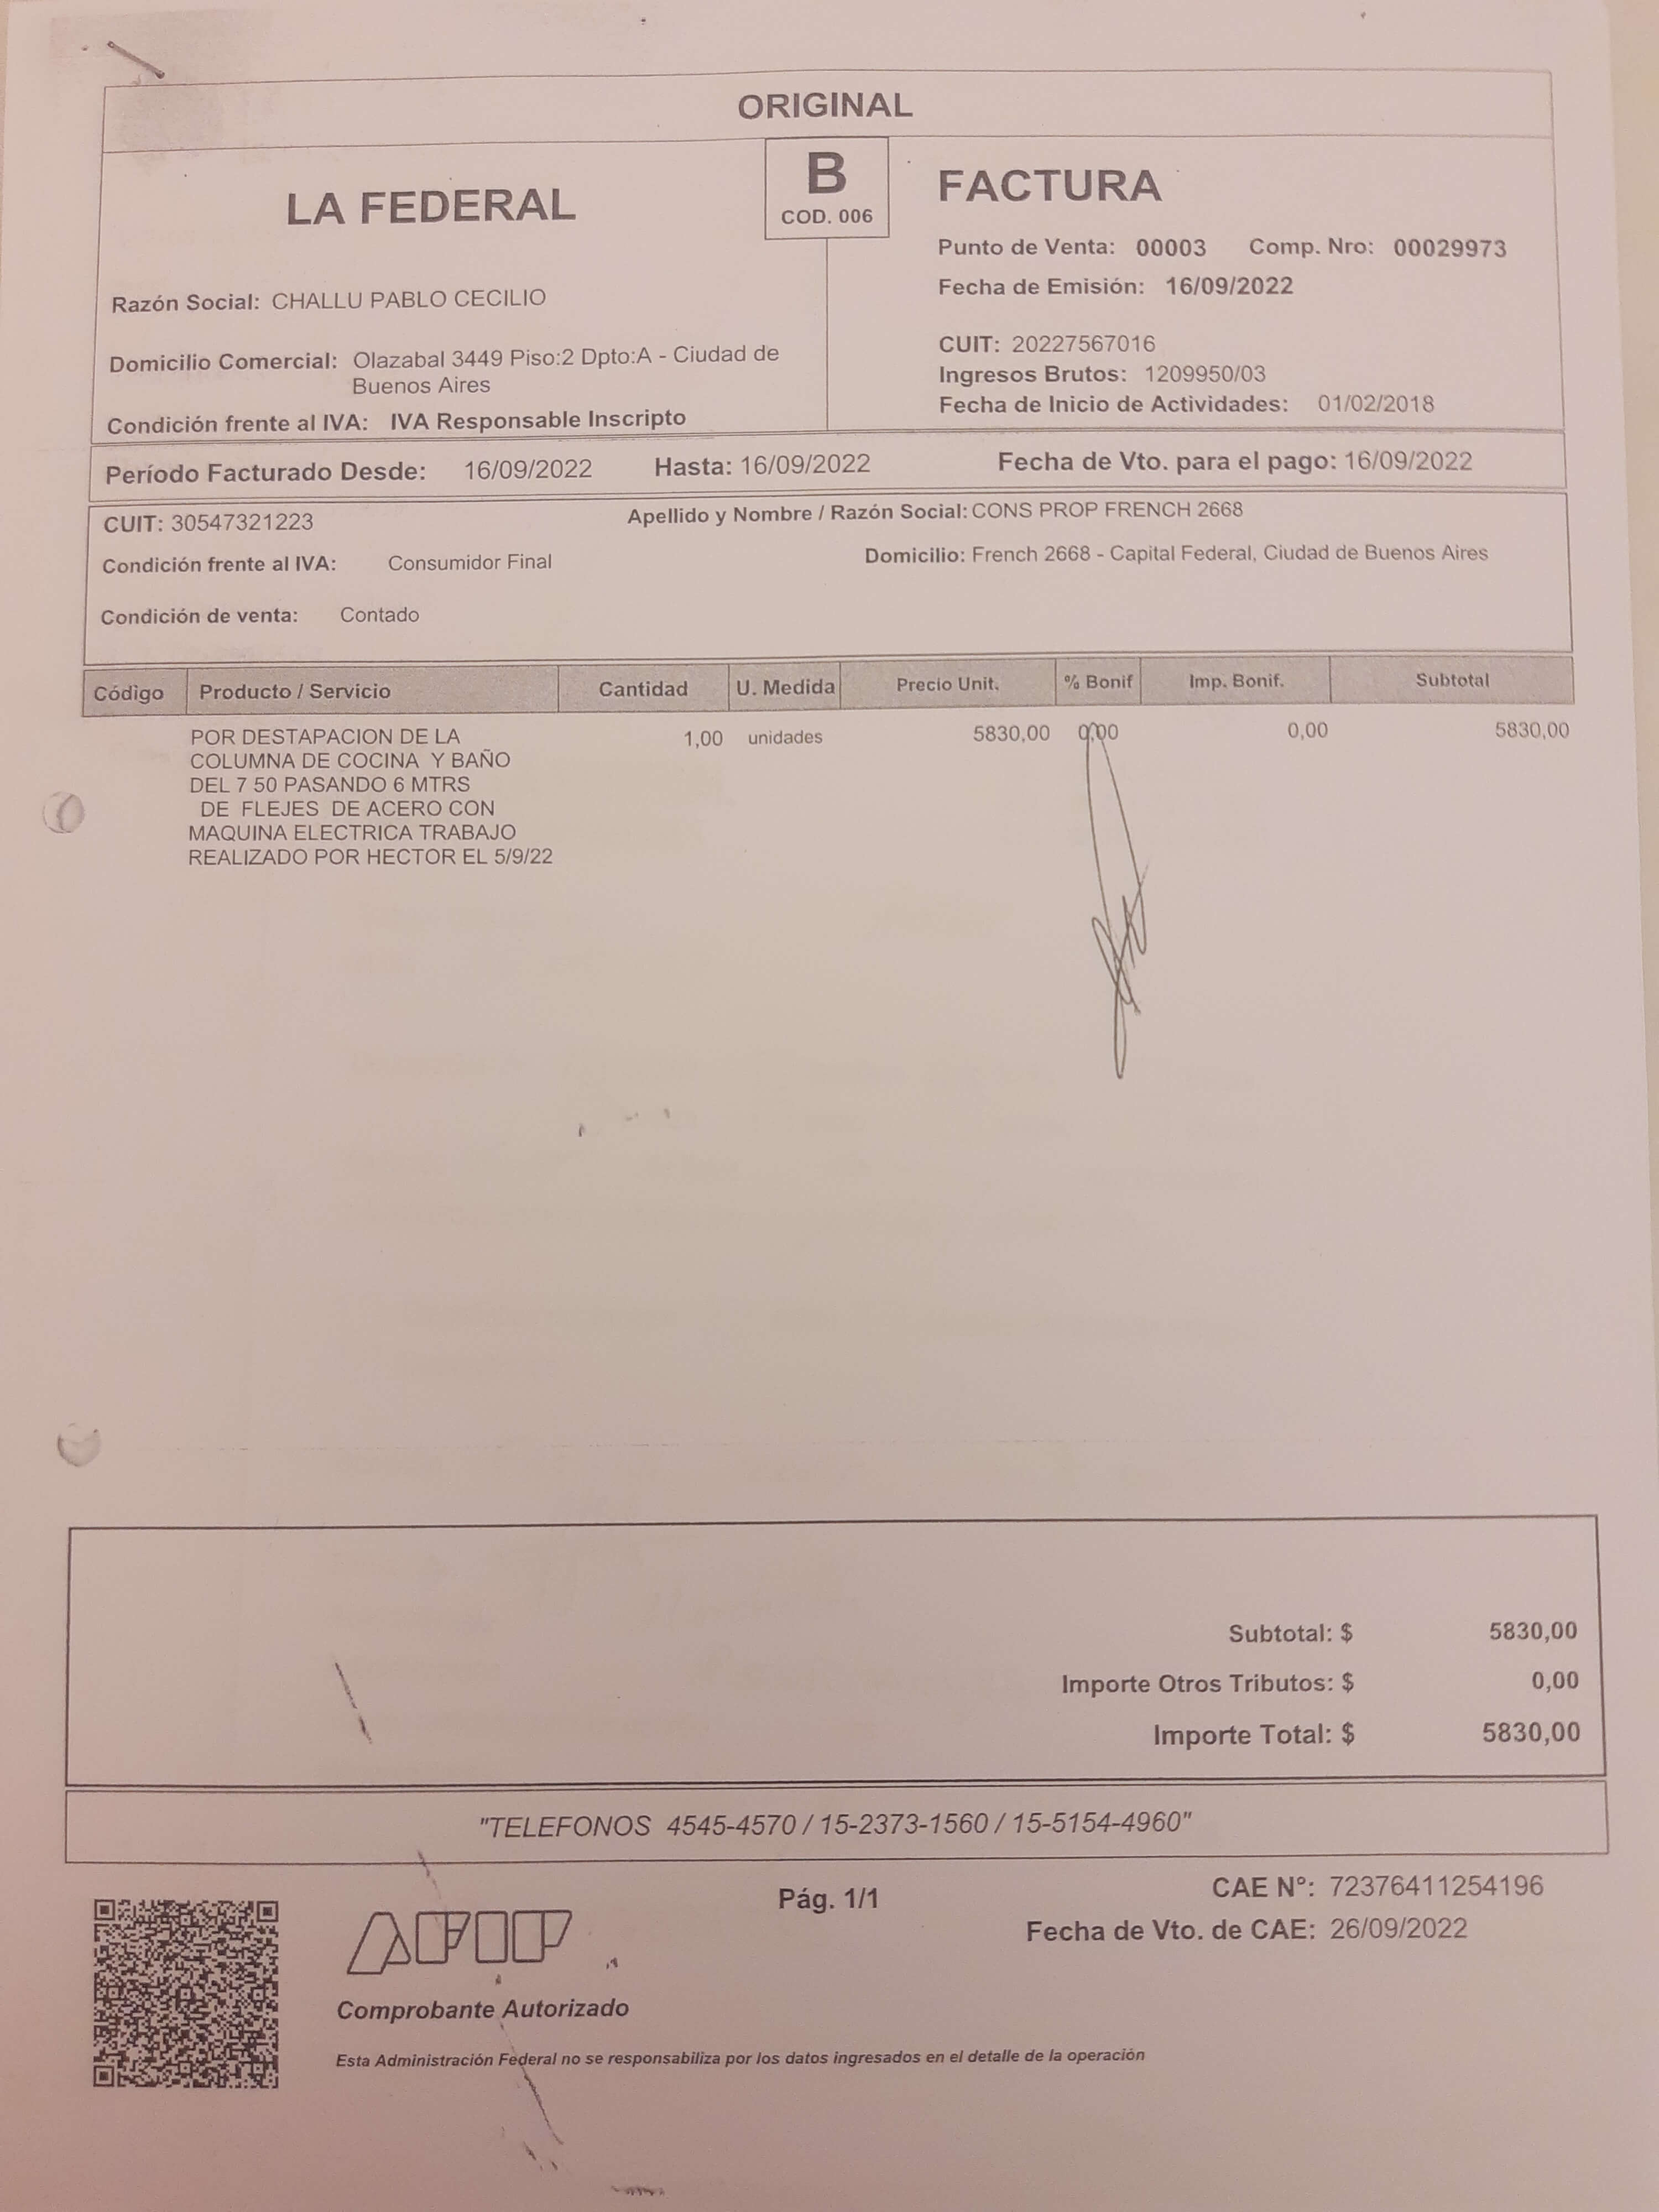 ORIGINAL
LA FEDERAL
B
COD. 006
FACTURA
Punto de Venta: 00003 Comp. Nro: 00029973
Fecha de Emisión: 16/09/2022
Razón Social: CHALLU PABLO CECILIO
CUIT: 20227567016
Domicilio Comercial: Olazabal 3449 Piso:2 Dpto:A - Ciudad de
Buenos Aires
Ingresos Brutos: 1209950/03
Fecha de Inicio de Actividades: 01/02/2018
Condición frente al IVA: IVA Responsable Inscripto
Período Facturado Desde: 16/09/2022 Hasta: 16/09/2022 Fecha de Vto. para el pago: 16/09/2022
CUIT: 30547321223 Apellido y Nombre / Razón Social: CONS PROP FRENCH 2668
Condición frente al IVA: Consumidor Final Domicilio: French 2668 - Capital Federal, Ciudad de Buenos Aires
Condición de venta: Contado
Código Producto / Servicio Cantidad U. Medida Precio Unit. % Bonif Imp. Bonif. Subtotal
POR DESTAPACION DE LA 1,00 unidades 5830,00 0,00 0,00 5830,00
COLUMNA DE COCINA Y BAÑO
DEL 7 50 PASANDO 6 MTRS
DE FLEJES DE ACERO CON
MAQUINA ELECTRICA TRABAJO
REALIZADO POR HECTOR EL 5/9/22
Subtotal: $ 5830,00
Importe Otros Tributos: $ 0,00
Importe Total: $ 5830,00
"TELEFONOS 4545-4570 / 15-2373-1560 / 15-5154-4960"
Pág. 1/1
CAE N°: 72376411254196
Fecha de Vto. de CAE: 26/09/2022
AFIP
Comprobante Autorizado
Esta Administración Federal no se responsabiliza por los datos ingresados en el detalle de la operación